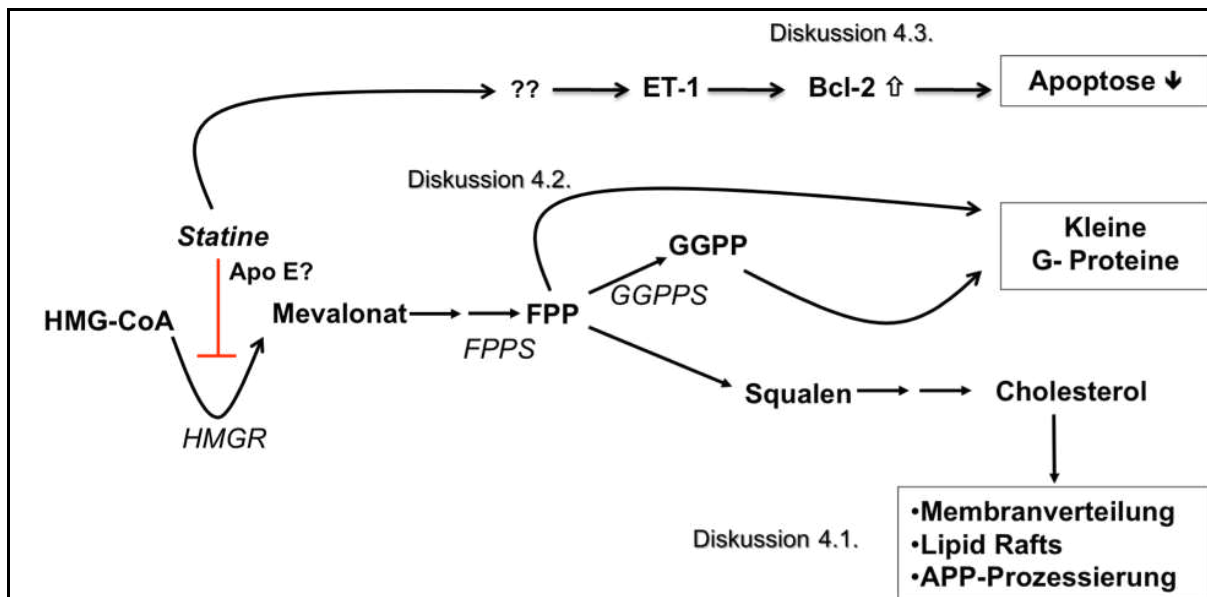 Diskussion 4.3.
?? ET-1 Bcl-2 ⇧ Apoptose ↓
Diskussion 4.2.
Statine
Apo E?
Kleine
G- Proteine
GGPP
GGPPS
HMG-CoA Mevalonat FPP
FPPS
HMGR
Squalen Cholesterol
Diskussion 4.1.
•Membranverteilung
•Lipid Rafts
•APP-Prozessierung